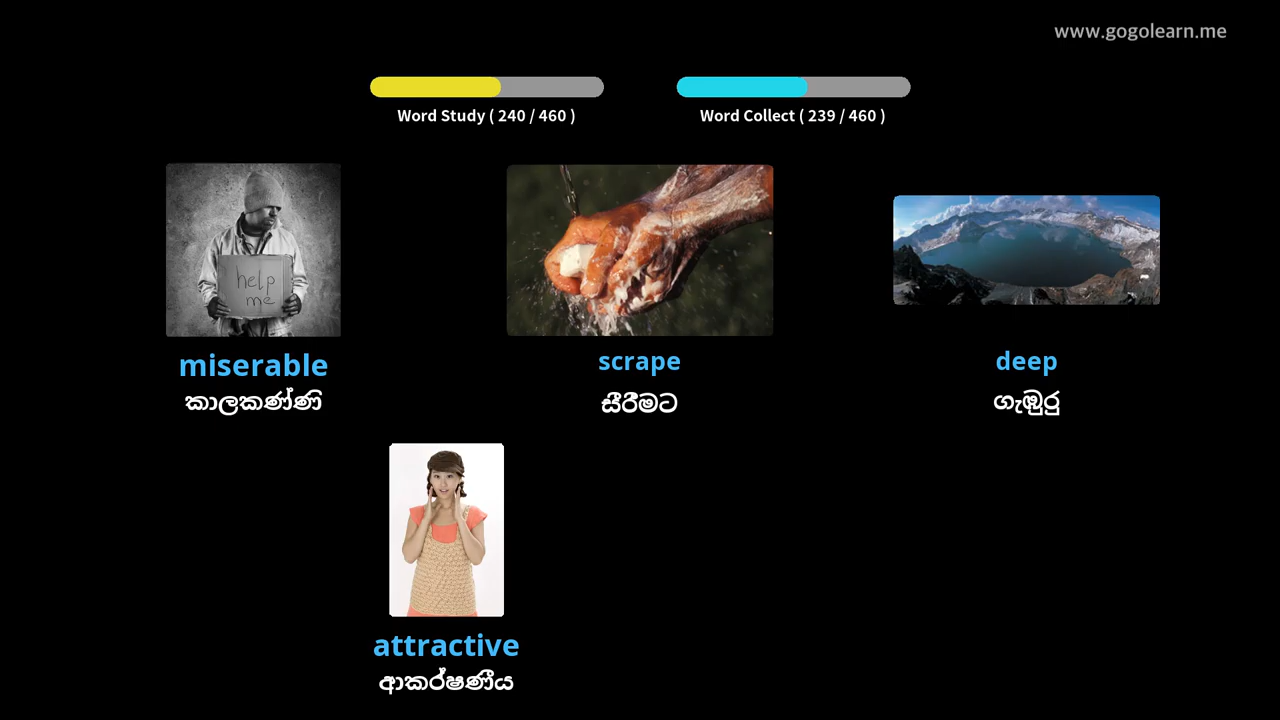 www.gogolearn.me
Word Study ( 240 / 460 )
Word Collect ( 239 / 460 )
help
me
miserable
කාලකණ්ණි
scrape
සීරීමට
deep
ගැඹුරු
attractive
ආකර්ෂණීය